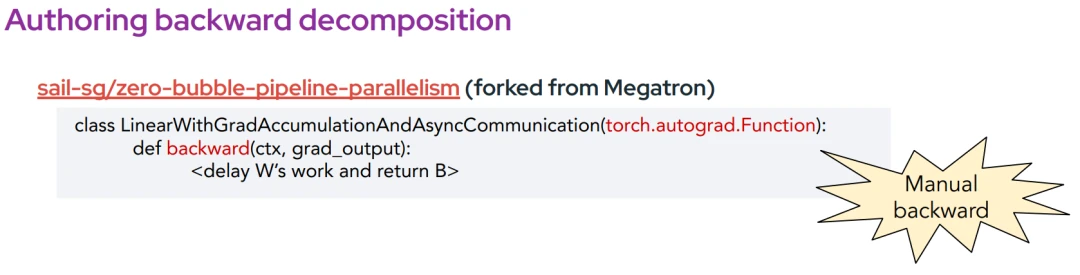 Authoring backward decomposition
sail-sg/zero-bubble-pipeline-parallelism (forked from Megatron)
class LinearWithGradAccumulationAndAsyncCommunication(torch.autograd.Function):
def backward(ctx, grad_output):
<delay W's work and return B>
Manual
backward